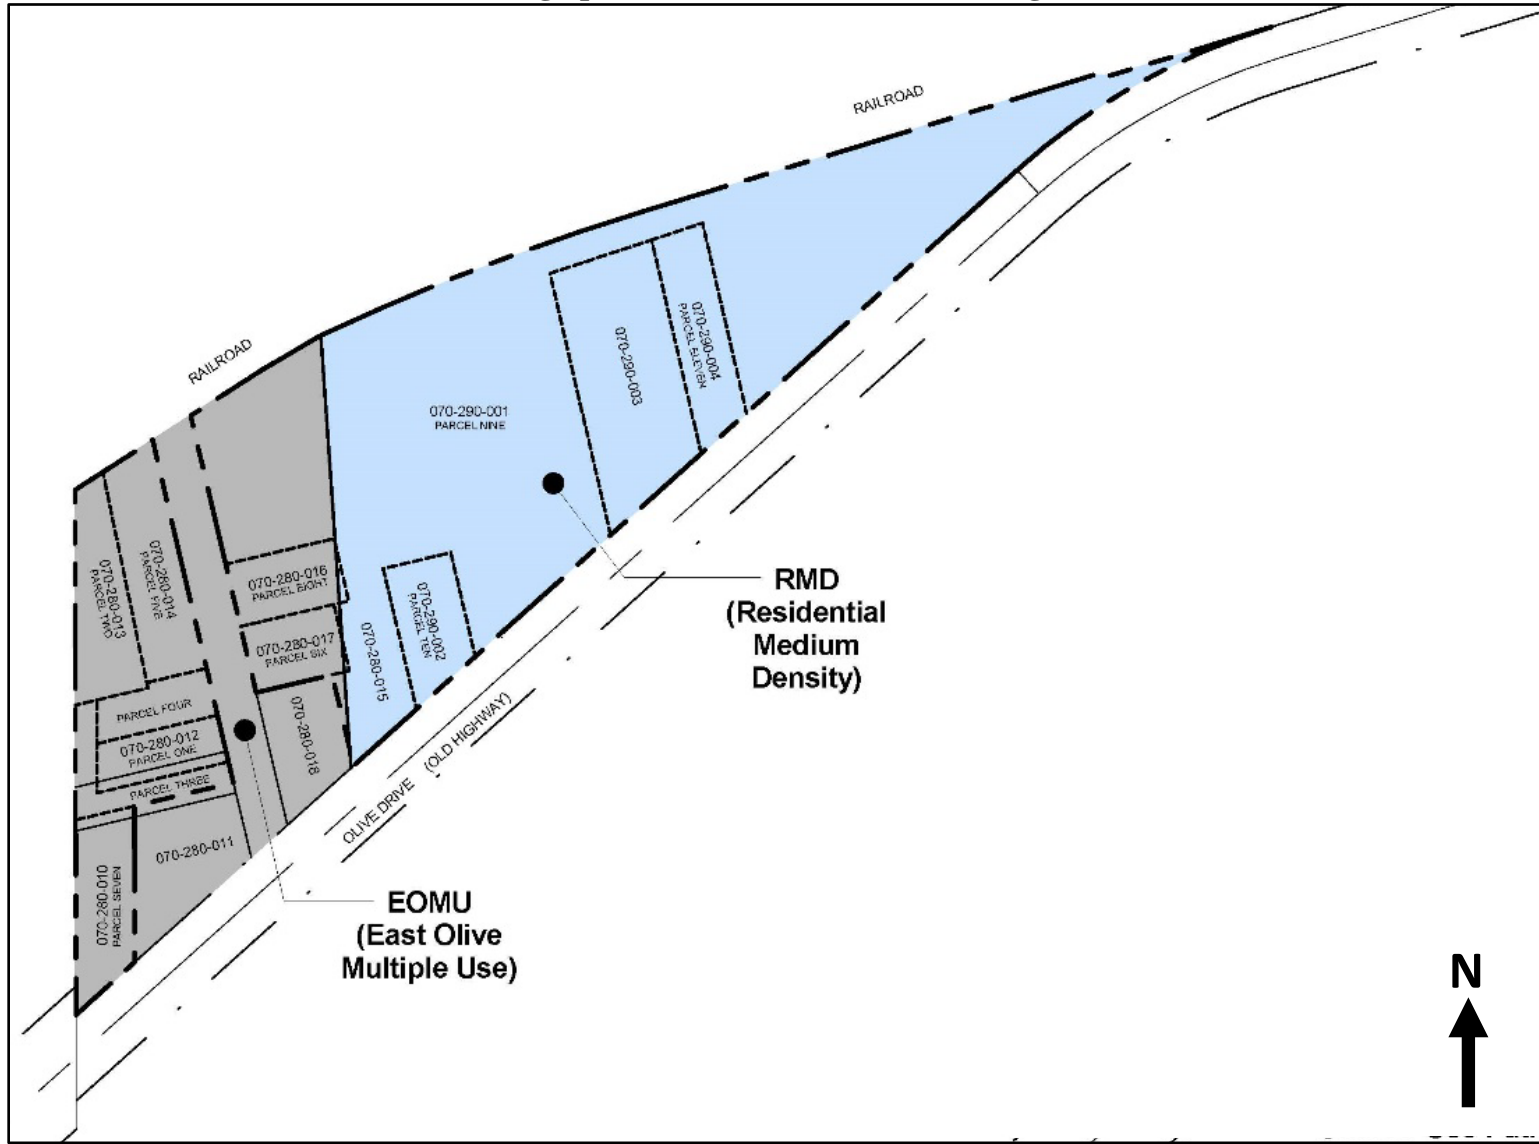 RAILROAD
RAILROAD
070-290-004
PARCEL ELEVEN
070-290-003
070-290-001
PARCEL NINE
070-280-016
PARCEL EIGHT
070-280-014
PARCEL FIVE
070-280-013
PARCEL TWO
070-280-017
PARCEL SIX
070-290-002
PARCEL TEN
070-280-015
RMD
(Residential
Medium
Density)
PARCEL FOUR
070-280-012
PARCEL ONE
070-280-018
PARCEL THREE
OLIVE DRIVE (OLD HIGHWAY)
070-280-011
070-280-010
PARCEL SEVEN
EOMU
(East Olive
Multiple Use)
N